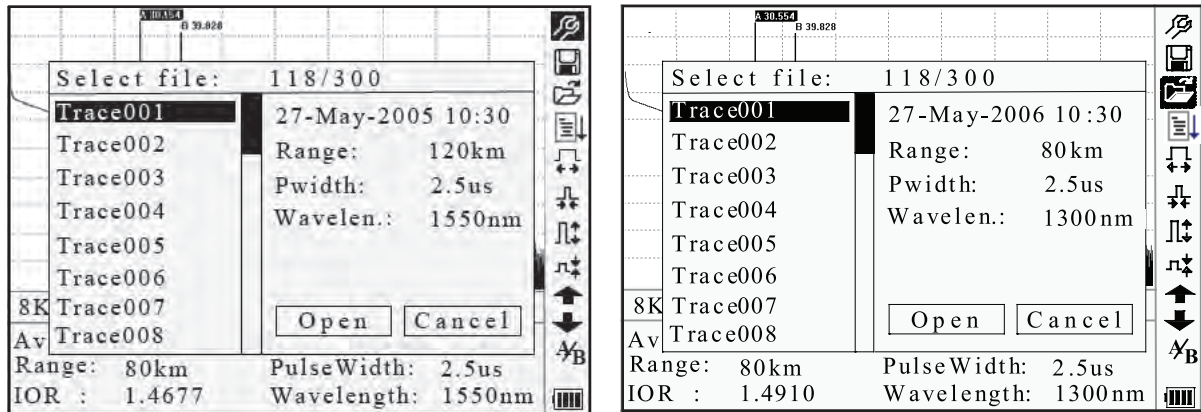 B 39.828
Select file: 118/300
Trace001
Trace002
Trace003
Trace004
Trace005
Trace006
Trace007
Trace008
27-May-2005 10:30
Range: 120km
Pwidth: 2.5us
Wavelen.: 1550nm
Open Cancel
8K
Av
Range: 80km PulseWidth: 2.5us
IOR : 1.4677 Wavelength: 1550nm
A/B
A 30.554
B 39.828
Select file: 118/300
Trace001
Trace002
Trace003
Trace004
Trace005
Trace006
Trace007
Trace008
27-May-2006 10:30
Range: 80km
Pwidth: 2.5us
Wavelen.: 1300nm
Open Cancel
8K
Av
Range: 80km PulseWidth: 2.5us
IOR : 1.4910 Wavelength: 1300nm
A/B